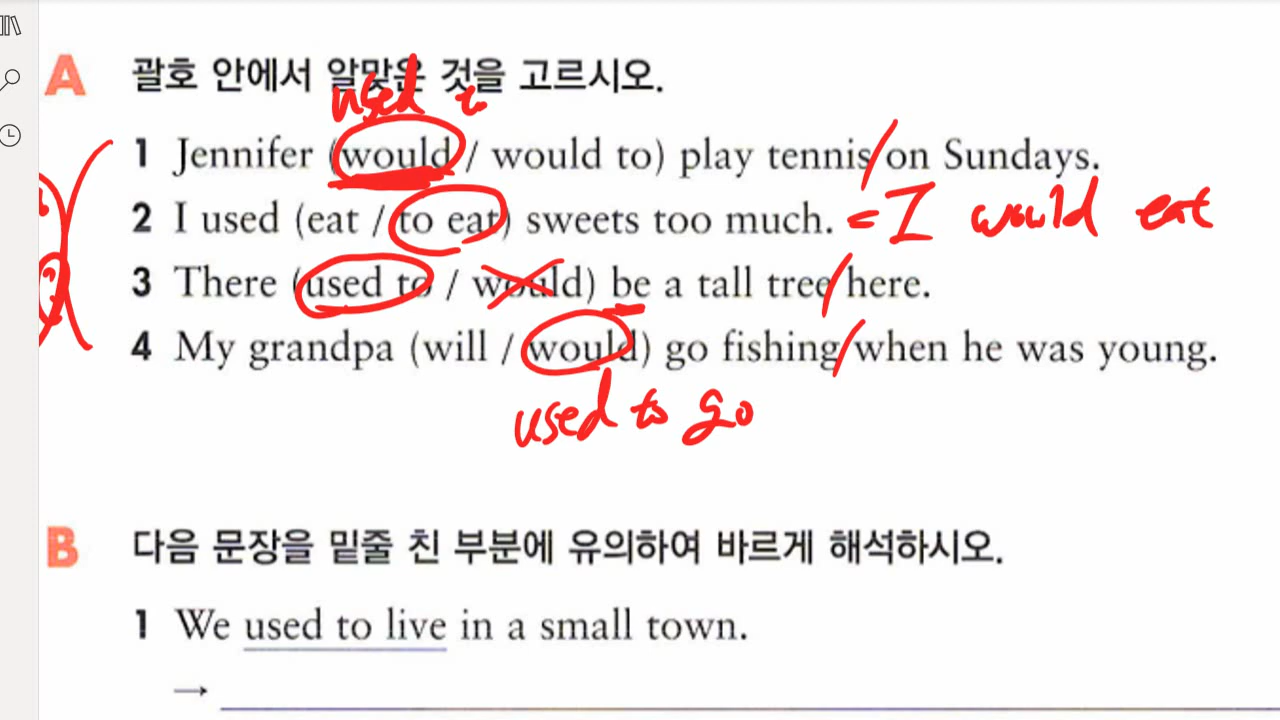 A 괄호 안에서 알맞은 것을 고르시오.
used to
1 Jennifer (would / would to) play tennis on Sundays.
2 I used (eat / to eat) sweets too much. = I would eat
3 There (used to / would) be a tall tree here.
4 My grandpa (will / would) go fishing when he was young.
used to go
B 다음 문장을 밑줄 친 부분에 유의하여 바르게 해석하시오.
1 We used to live in a small town.
→